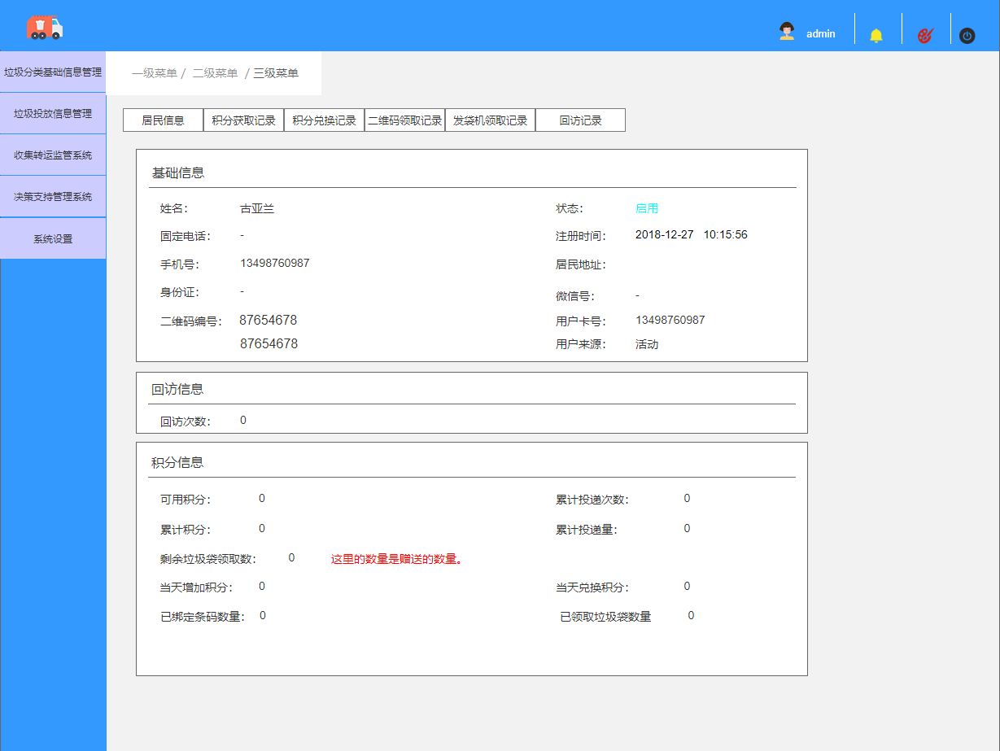 admin
垃圾分类基础信息管理
垃圾投放信息管理
收集转运监管系统
决策支持管理系统
系统设置
一级菜单 / 二级菜单 / 三级菜单
居民信息 积分获取记录 积分兑换记录 二维码领取记录 发袋机领取记录 回访记录
基础信息
姓名： 古亚兰 状态： 启用
固定电话： - 注册时间： 2018-12-27 10:15:56
手机号： 13498760987 居民地址：
身份证： - 微信号： -
二维码编号： 87654678 用户卡号： 13498760987
87654678 用户来源： 活动
回访信息
回访次数： 0
积分信息
可用积分： 0 累计投递次数： 0
累计积分： 0 累计投递量： 0
剩余垃圾袋领取数： 0 这里的数量是赠送的数量。
当天增加积分： 0 当天兑换积分： 0
已绑定条码数量： 0 已领取垃圾袋数量 0